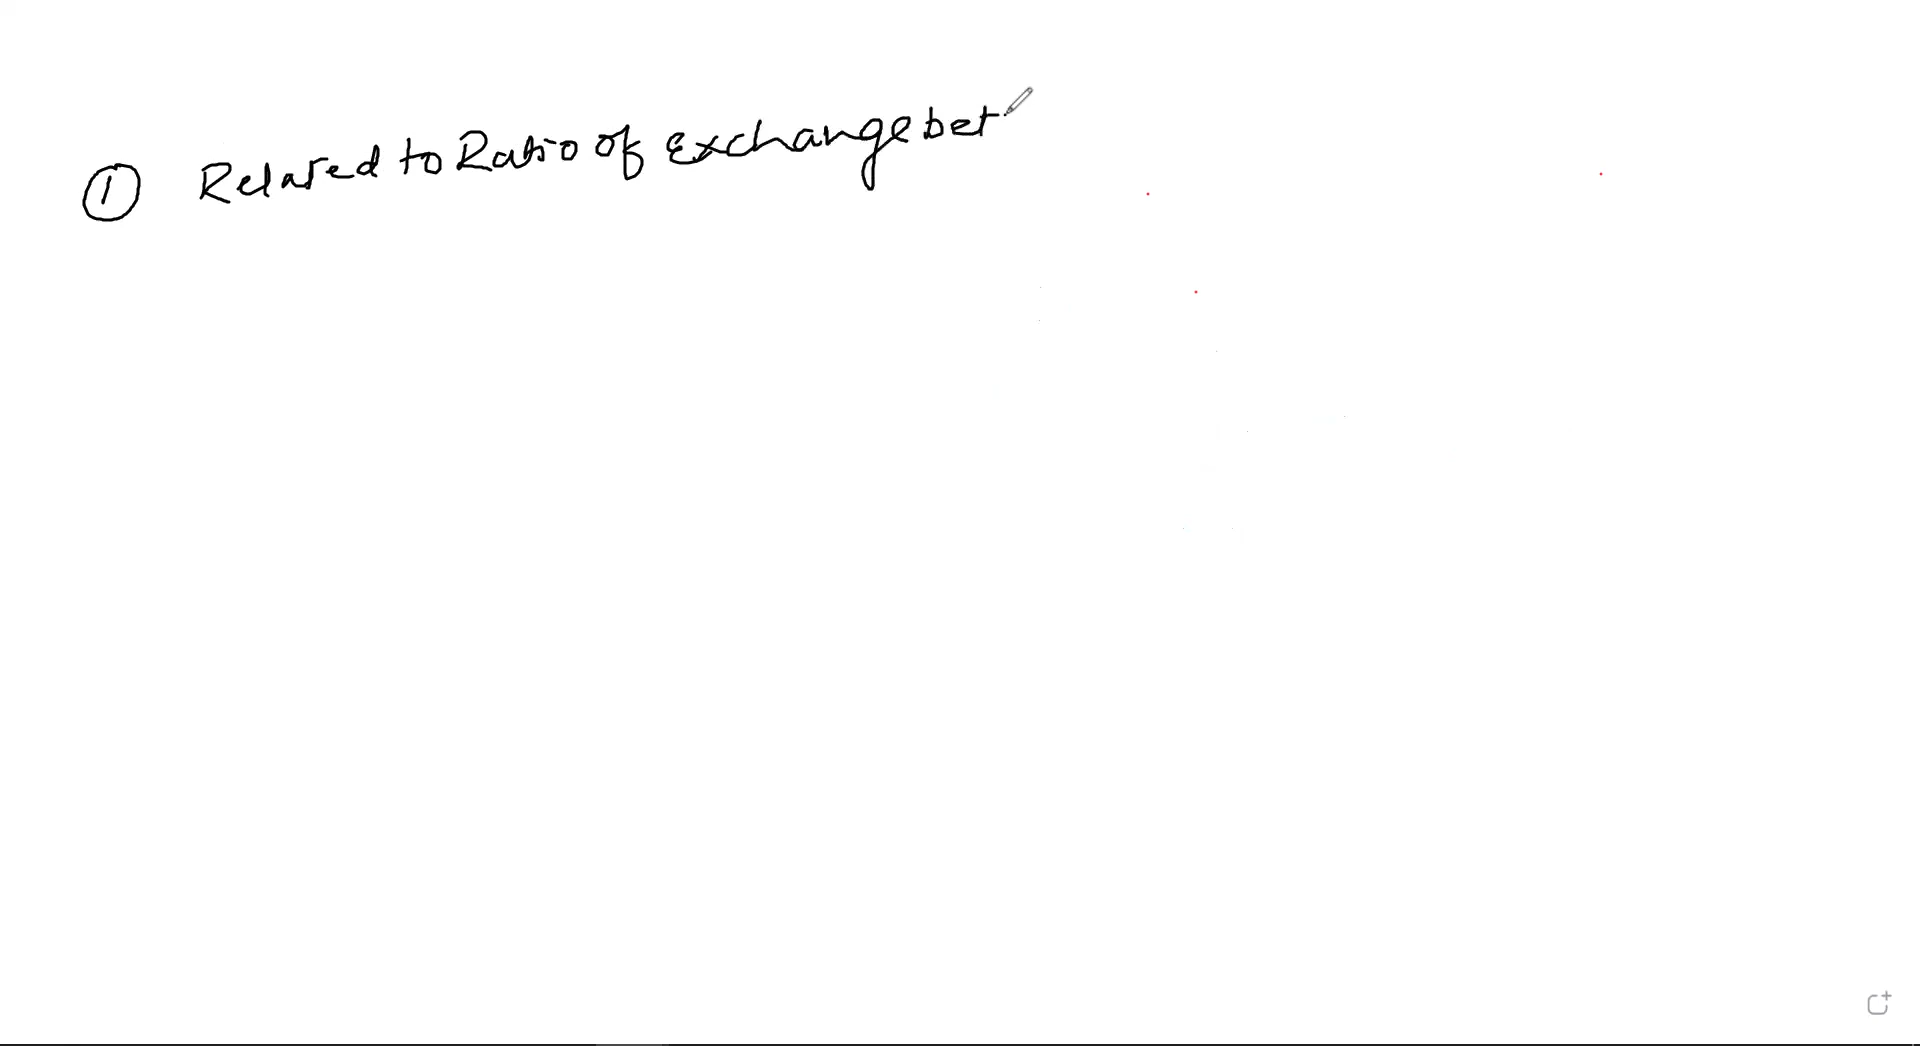 ① Related to Ratio of Exchange bet